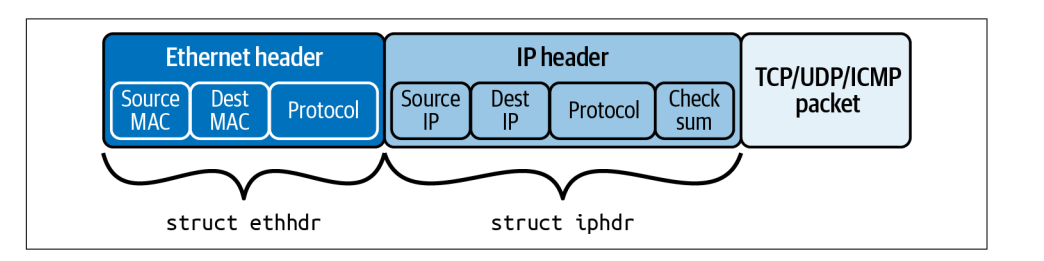 Ethernet header
IP header
TCP/UDP/ICMP
packet
Source
MAC
Dest
MAC
Protocol
Source
IP
Dest
IP
Protocol
Check
sum
struct ethhdr
struct iphdr